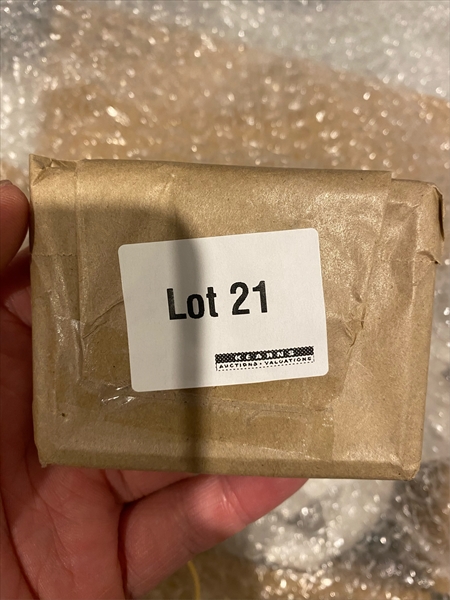 Lot 21
KEARNS
AUCTIONS • VALUATIONS